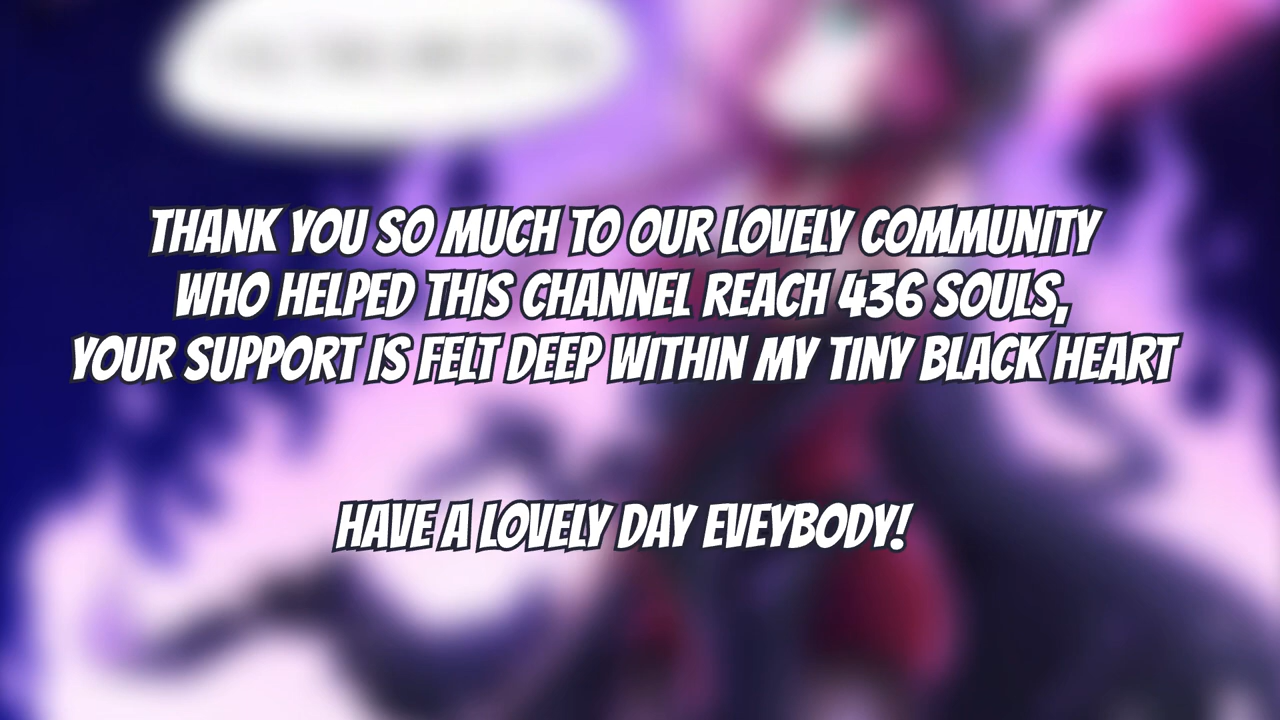 THANK YOU SO MUCH TO OUR LOVELY COMMUNITY
WHO HELPED THIS CHANNEL REACH 436 SOULS,
YOUR SUPPORT IS FELT DEEP WITHIN MY TINY BLACK HEART
HAVE A LOVELY DAY EVEYBODY!